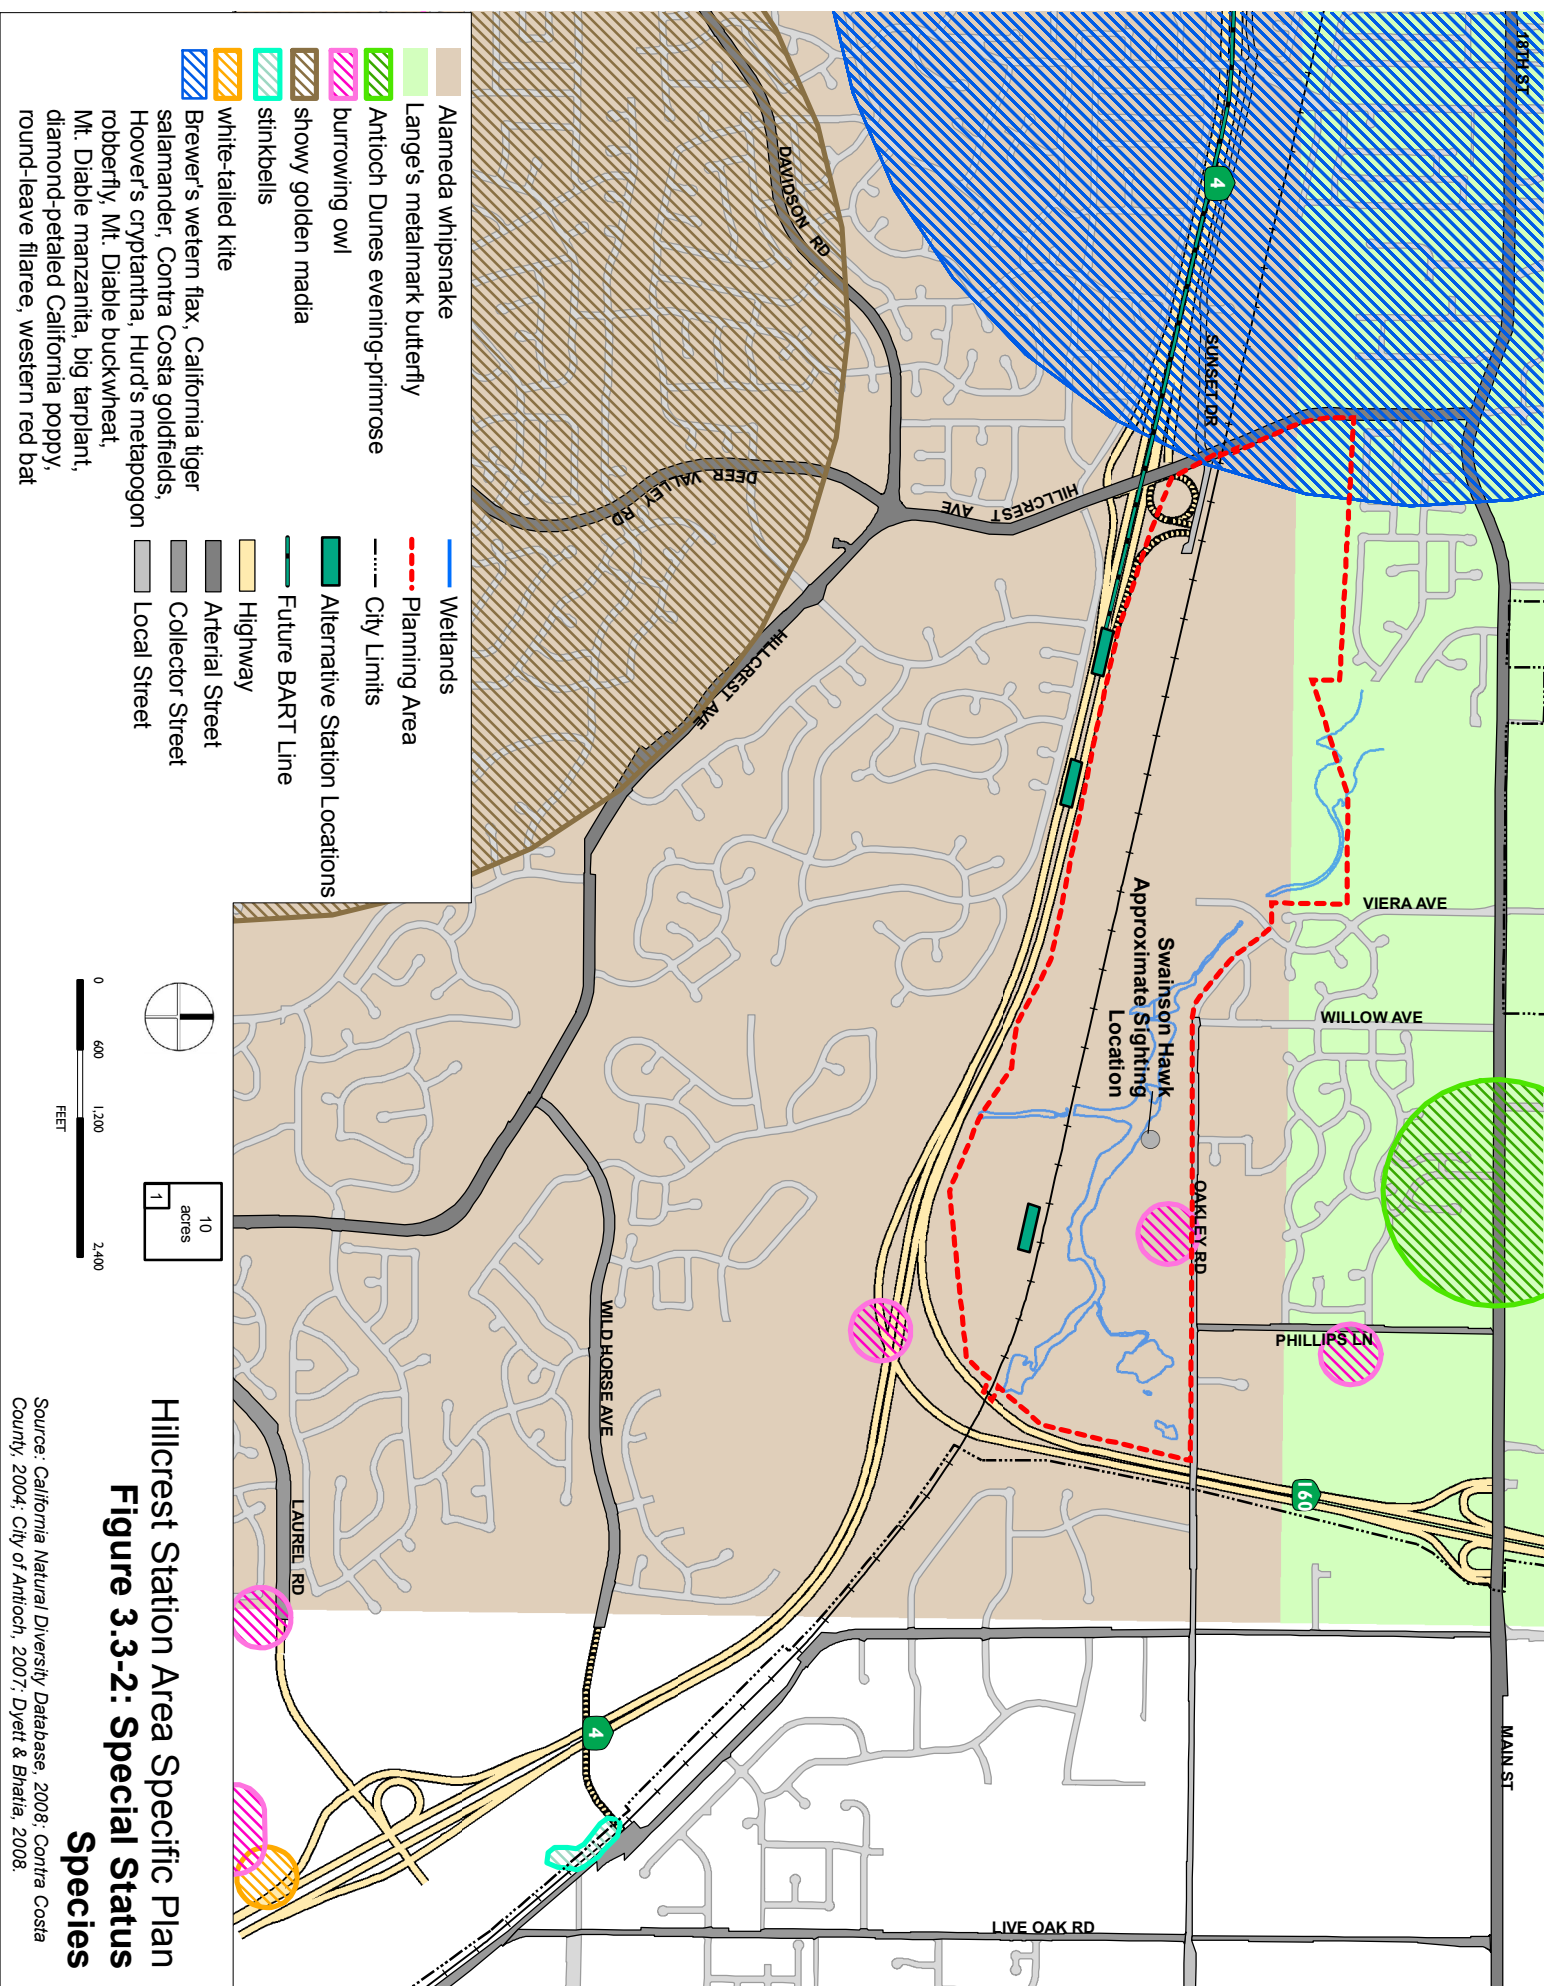 18TH ST
4
DAVIDSON RD
SUNSET DR
HILLCREST AVE
DEER VALLEY RD
HILLCREST AVE
VIERA AVE
WILLOW AVE
Swainson Hawk
Approximate Sighting
Location
OAKLEY RD
PHILLIPS LN
WILD HORSE AVE
160
LAUREL RD
4
MAIN ST
LIVE OAK RD
Alameda whipsnake
Lange's metalmark butterfly
Antioch Dunes evening-primrose
burrowing owl
showy golden madia
stinkbells
white-tailed kite
Brewer's wetern flax, California tiger
salamander, Contra Costa goldfields,
Hoover's cryptantha, Hurd's metapogon
robberfly, Mt. Diable buckwheat,
Mt. Diable manzanita, big tarplant,
diamond-petaled California poppy,
round-leave filaree, western red bat
Wetlands
Planning Area
City Limits
Alternative Station Locations
Future BART Line
Highway
Arterial Street
Collector Street
Local Street
0 600 1,200 2,400
FEET
10
acres
1
Hillcrest Station Area Specific Plan
Figure 3.3-2: Special Status
Species
Source: California Natural Diversity Database, 2008; Contra Costa
County, 2004; City of Antioch, 2007; Dyett & Bhatia, 2008.